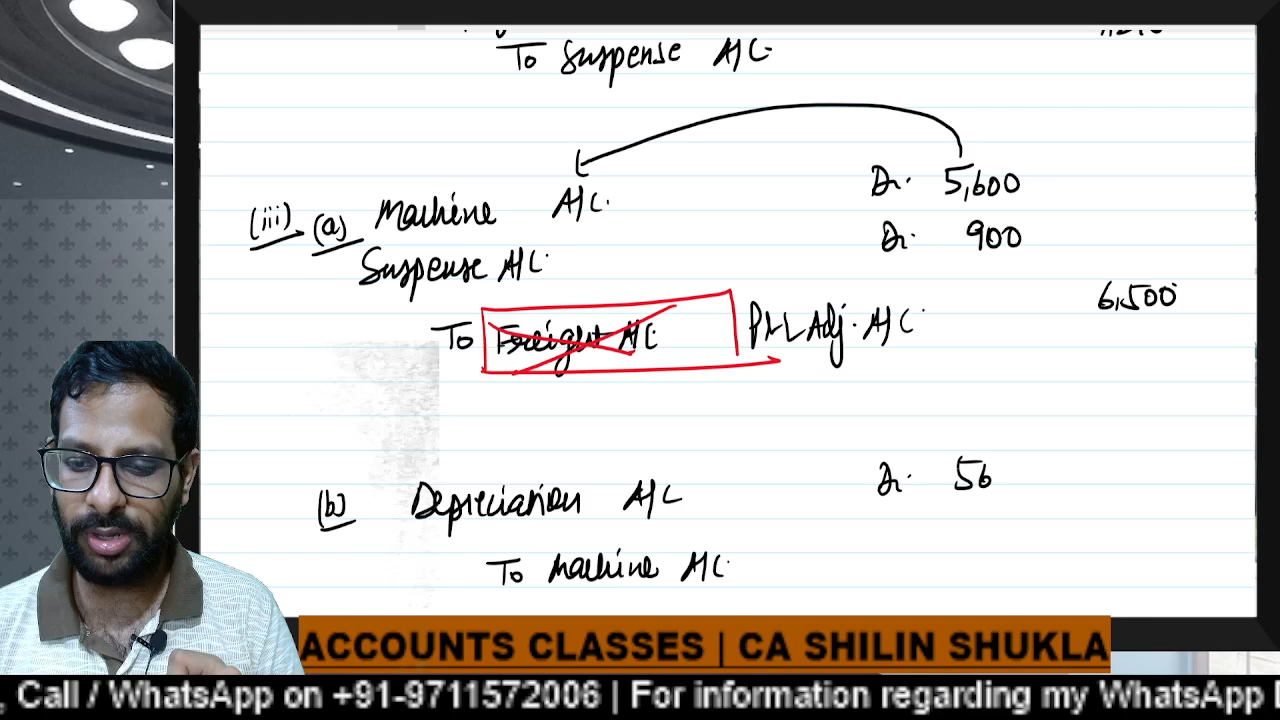 To Suspense A/C.
(iii) (a) Machine A/C. Dr. 5,600
Suspense A/C. Dr. 900
To Freight A/C P&L Adj. A/C. 6,500
(b) Depreciation A/C Dr. 56
To Machine A/C.
ACCOUNTS CLASSES | CA SHILIN SHUKLA
, Call / WhatsApp on +91-9711572006 | For information regarding my WhatsApp